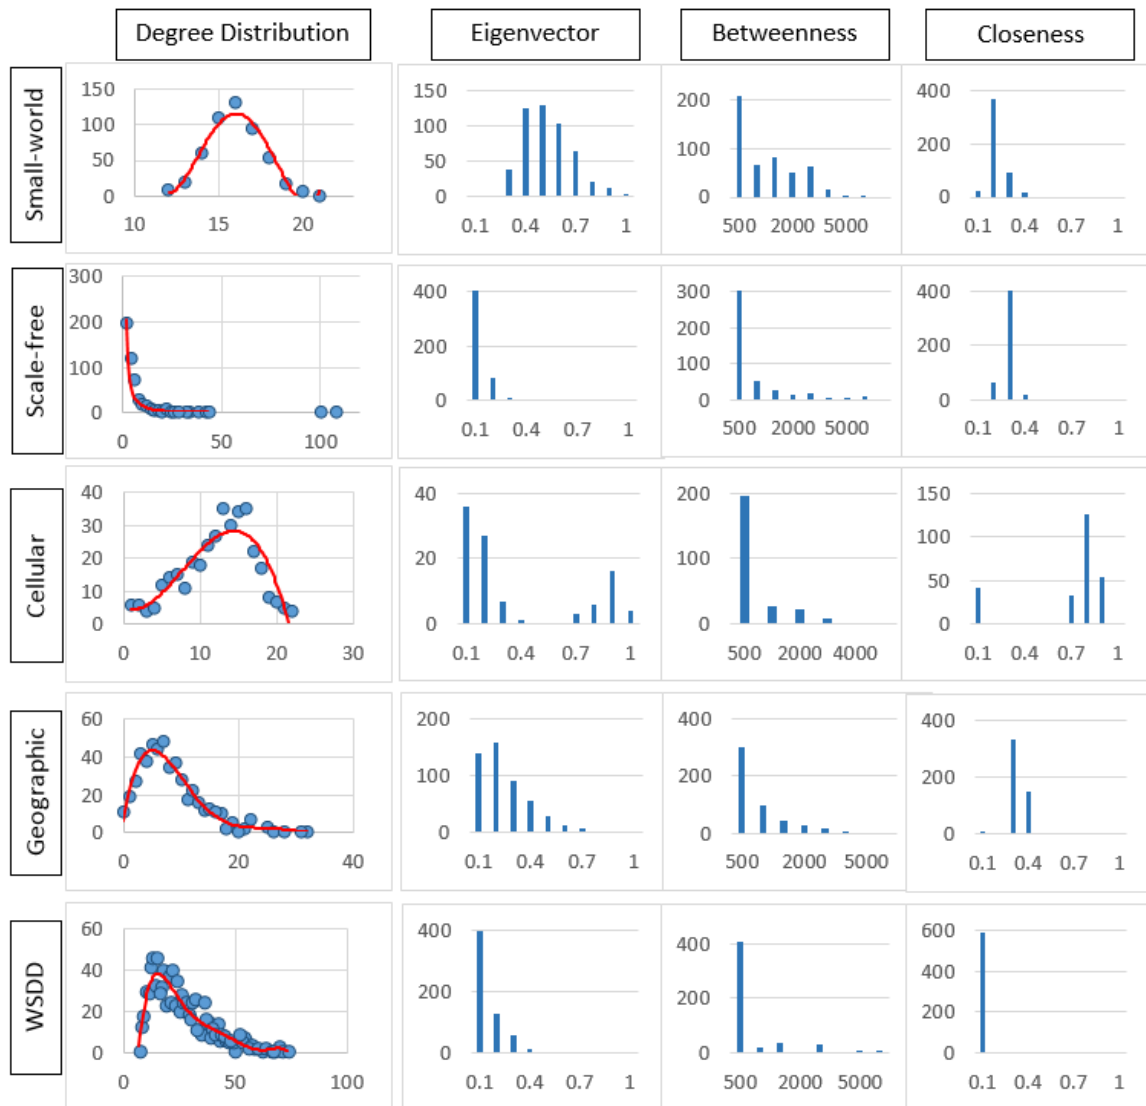 Degree Distribution Eigenvector Betweenness Closeness
Small-world
150 100 50 0
10 15 20
150 100 50 0
0.1 0.4 0.7 1
200 100 0
500 2000 5000
400 200 0
0.1 0.4 0.7 1
Scale-free
300 200 100 0
0 50 100
400 200 0
0.1 0.4 0.7 1
300 200 100 0
500 2000 5000
400 200 0
0.1 0.4 0.7 1
Cellular
40 30 20 10 0
0 10 20 30
40 20 0
0.1 0.4 0.7 1
200 100 0
500 2000 4000
150 100 50 0
0.1 0.4 0.7 1
Geographic
60 40 20 0
0 20 40
200 100 0
0.1 0.4 0.7 1
400 200 0
500 2000 5000
400 200 0
0.1 0.4 0.7 1
WSDD
60 40 20 0
0 50 100
400 200 0
0.1 0.4 0.7 1
400 200 0
500 2000 5000
600 400 200 0
0.1 0.4 0.7 1